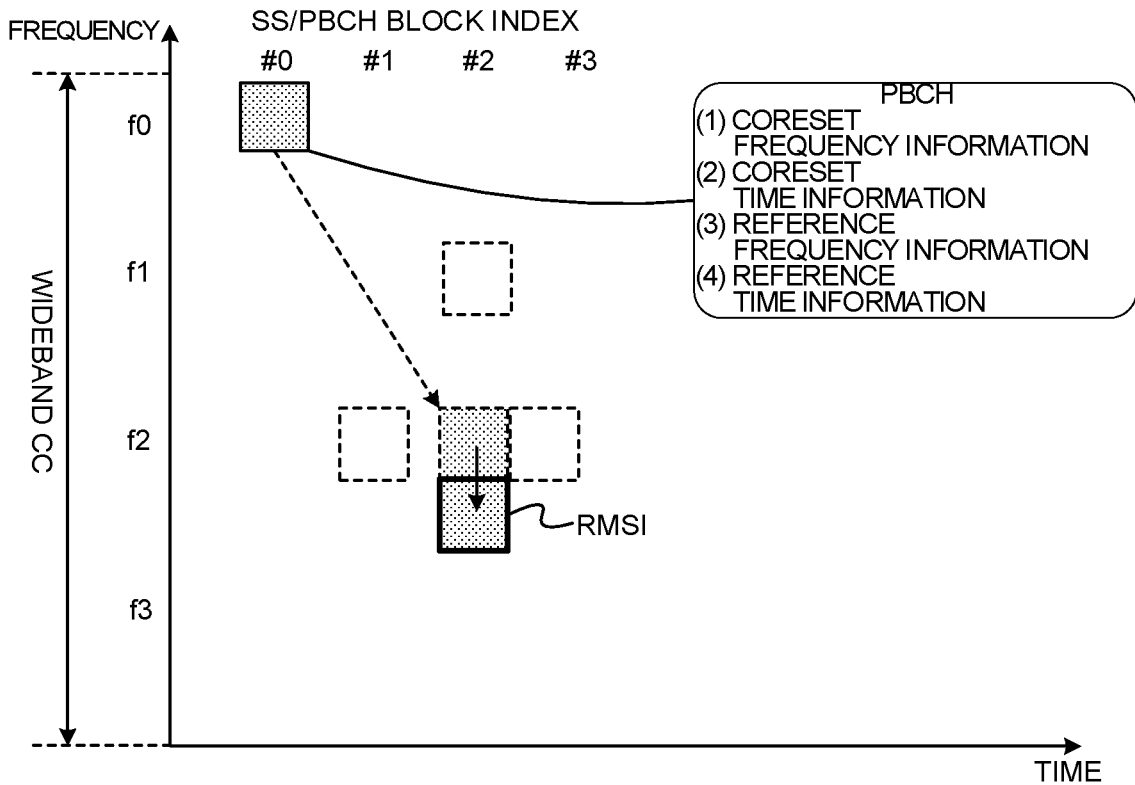 FREQUENCY
SS/PBCH BLOCK INDEX
#0 #1 #2 #3
f0
f1
f2
f3
WIDEBAND CC
PBCH
(1) CORESET
FREQUENCY INFORMATION
(2) CORESET
TIME INFORMATION
(3) REFERENCE
FREQUENCY INFORMATION
(4) REFERENCE
TIME INFORMATION
RMSI
TIME